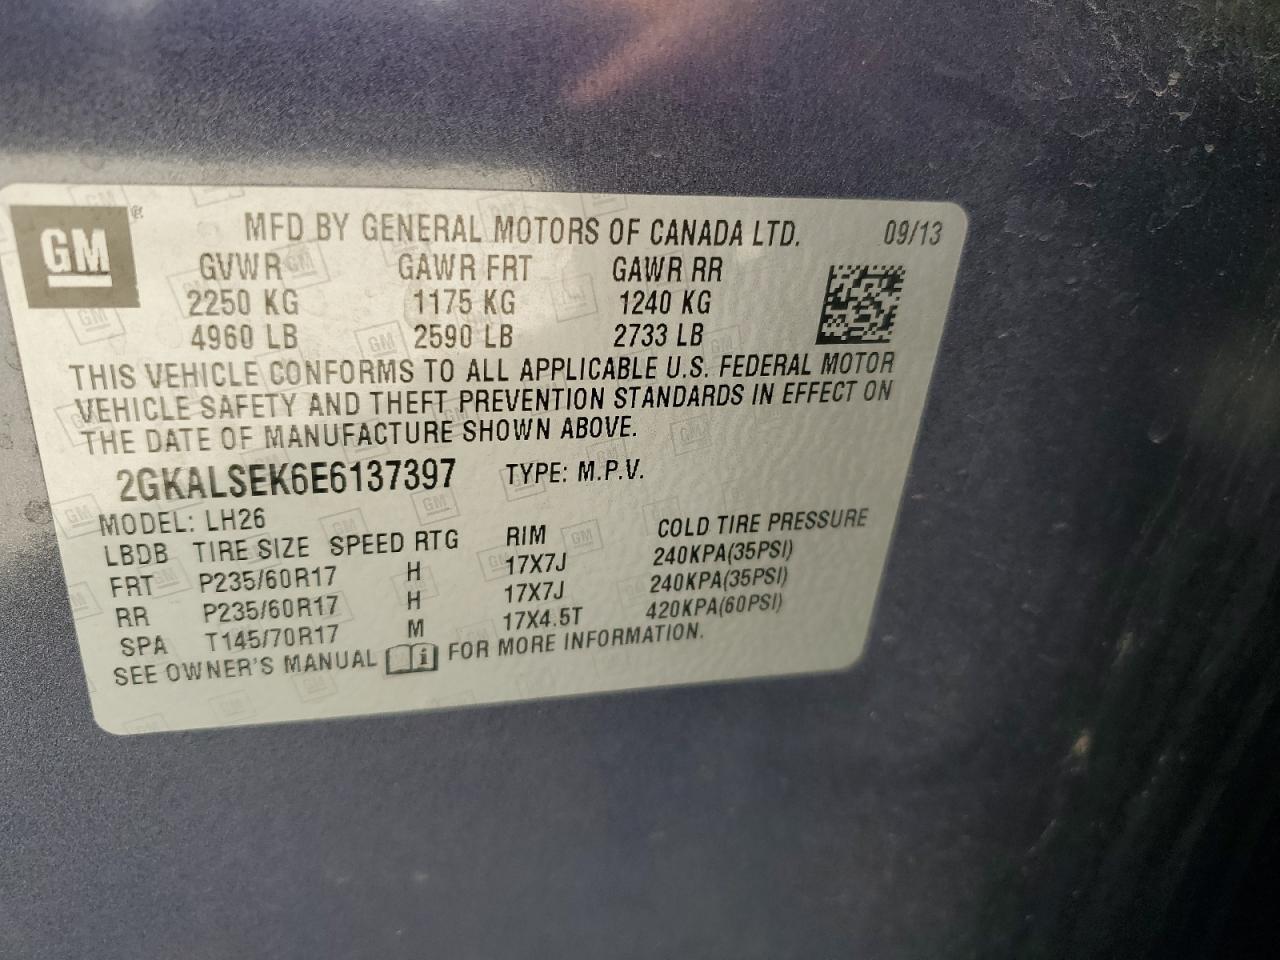 GM®
MFD BY GENERAL MOTORS OF CANADA LTD. 09/13
GVWR GAWR FRT GAWR RR
2250 KG 1175 KG 1240 KG
4960 LB 2590 LB 2733 LB
THIS VEHICLE CONFORMS TO ALL APPLICABLE U.S. FEDERAL MOTOR
VEHICLE SAFETY AND THEFT PREVENTION STANDARDS IN EFFECT ON
THE DATE OF MANUFACTURE SHOWN ABOVE.
2GKALSEK6E6137397 TYPE: M.P.V.
MODEL: LH26
LBDB TIRE SIZE SPEED RTG RIM COLD TIRE PRESSURE
FRT P235/60R17 H 17X7J 240KPA(35PSI)
RR P235/60R17 H 17X7J 240KPA(35PSI)
SPA T145/70R17 M 17X4.5T 420KPA(60PSI)
SEE OWNER'S MANUAL i FOR MORE INFORMATION.